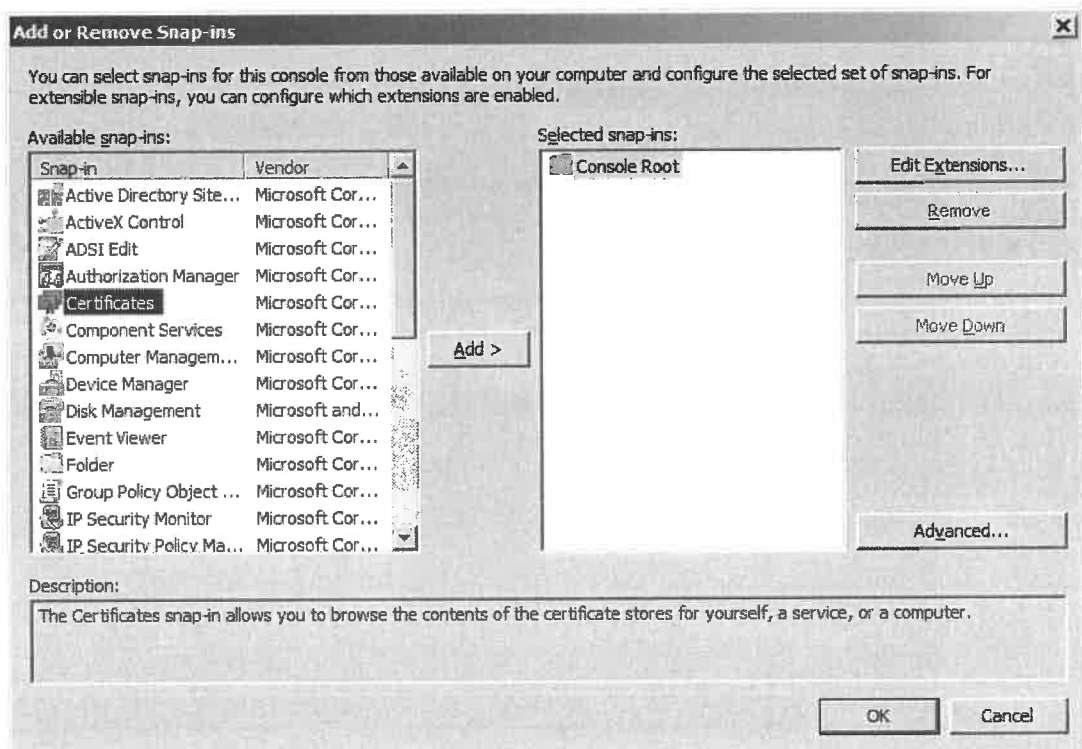 Add or Remove Snap-ins
You can select snap-ins for this console from those available on your computer and configure the selected set of snap-ins. For
extensible snap-ins, you can configure which extensions are enabled.
Available snap-ins:
Snap-in Vendor
Active Directory Site... Microsoft Cor...
ActiveX Control Microsoft Cor...
ADSI Edit Microsoft Cor...
Authorization Manager Microsoft Cor...
Certificates Microsoft Cor...
Component Services Microsoft Cor...
Computer Managem... Microsoft Cor...
Device Manager Microsoft Cor...
Disk Management Microsoft and...
Event Viewer Microsoft Cor...
Folder Microsoft Cor...
Group Policy Object ... Microsoft Cor...
IP Security Monitor Microsoft Cor...
IP Security Policy Ma... Microsoft Cor...
Add >
Selected snap-ins:
Console Root
Edit Extensions...
Remove
Move Up
Move Down
Advanced...
Description:
The Certificates snap-in allows you to browse the contents of the certificate stores for yourself, a service, or a computer.
OK Cancel